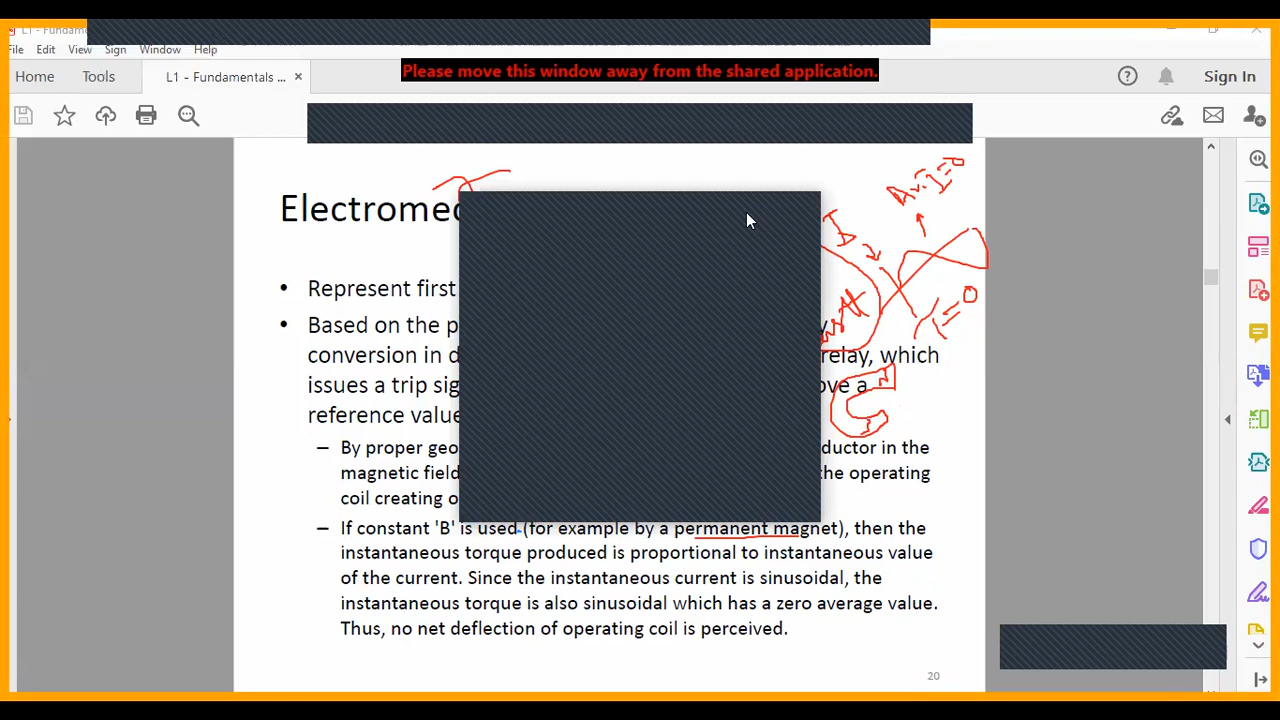 L1 - Fundame
File Edit View Sign Window Help
Please move this window away from the shared application.
Home Tools L1 - Fundamentals ... × Sign In
Electromec
• Represent first
• Based on the p
conversion in d relay, which
issues a trip sig ove a
reference value
– By proper geo ductor in the
magnetic field the operating
coil creating o
– If constant 'B' is used (for example by a permanent magnet), then the
instantaneous torque produced is proportional to instantaneous value
of the current. Since the instantaneous current is sinusoidal, the
instantaneous torque is also sinusoidal which has a zero average value.
Thus, no net deflection of operating coil is perceived.
20